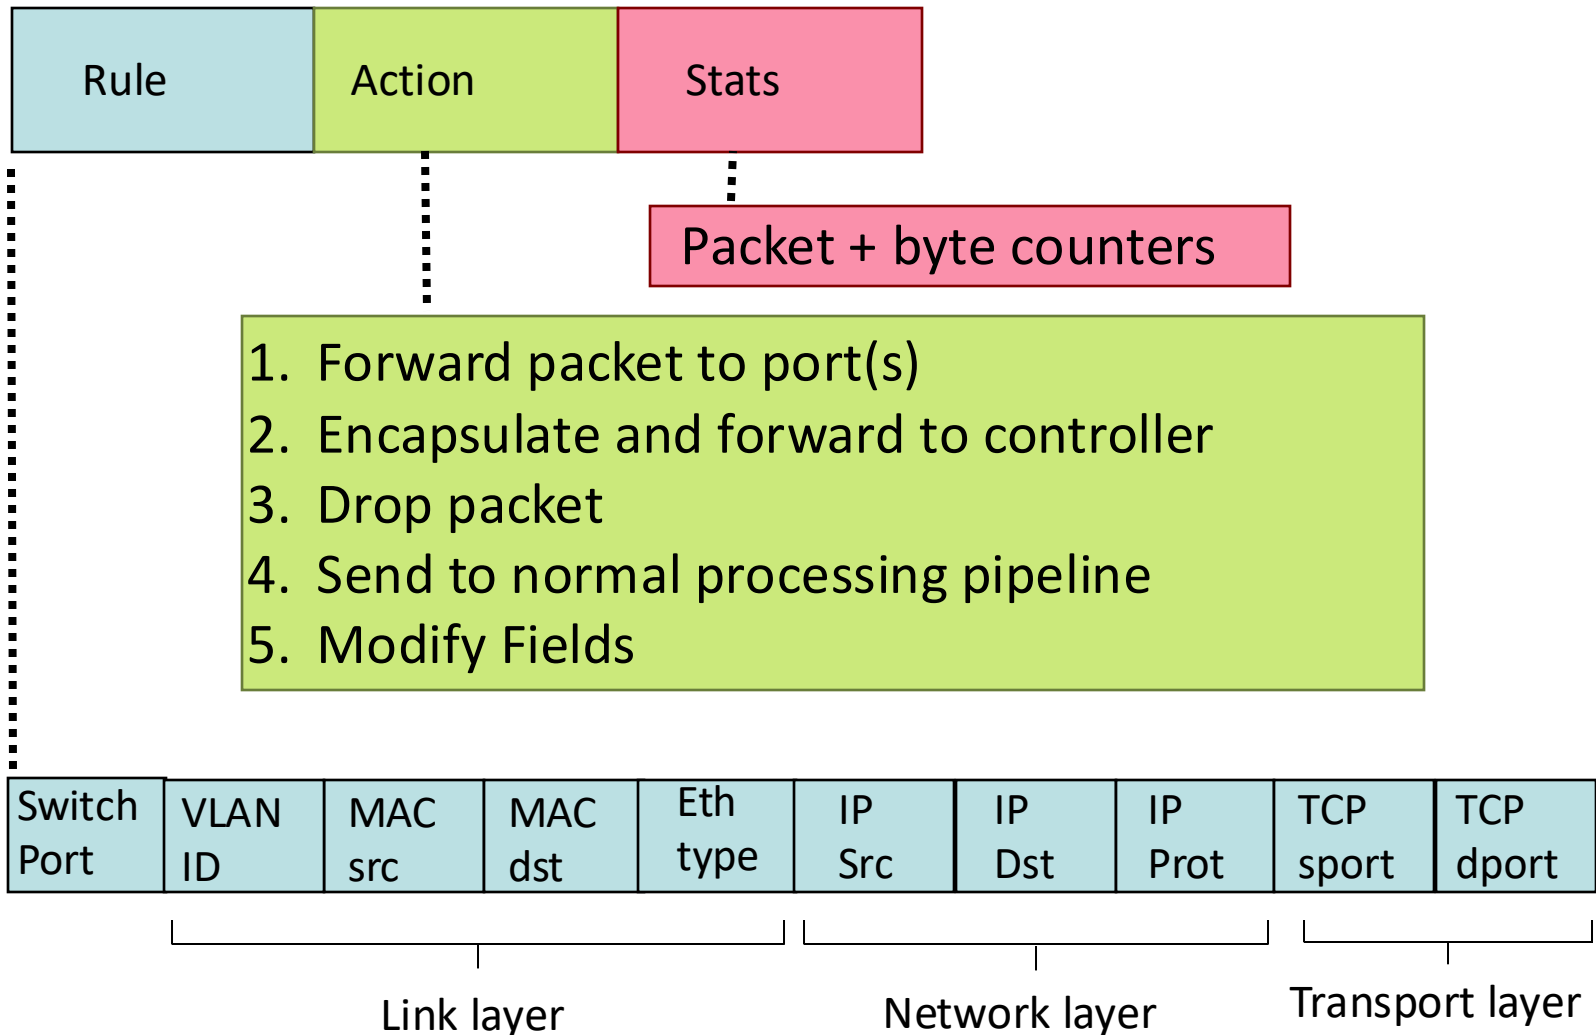 Rule
Action
Stats
Packet + byte counters
1. Forward packet to port(s)
2. Encapsulate and forward to controller
3. Drop packet
4. Send to normal processing pipeline
5. Modify Fields
Switch
Port
VLAN
ID
MAC
src
MAC
dst
Eth
type
IP
Src
IP
Dst
IP
Prot
TCP
sport
TCP
dport
Link layer
Network layer
Transport layer